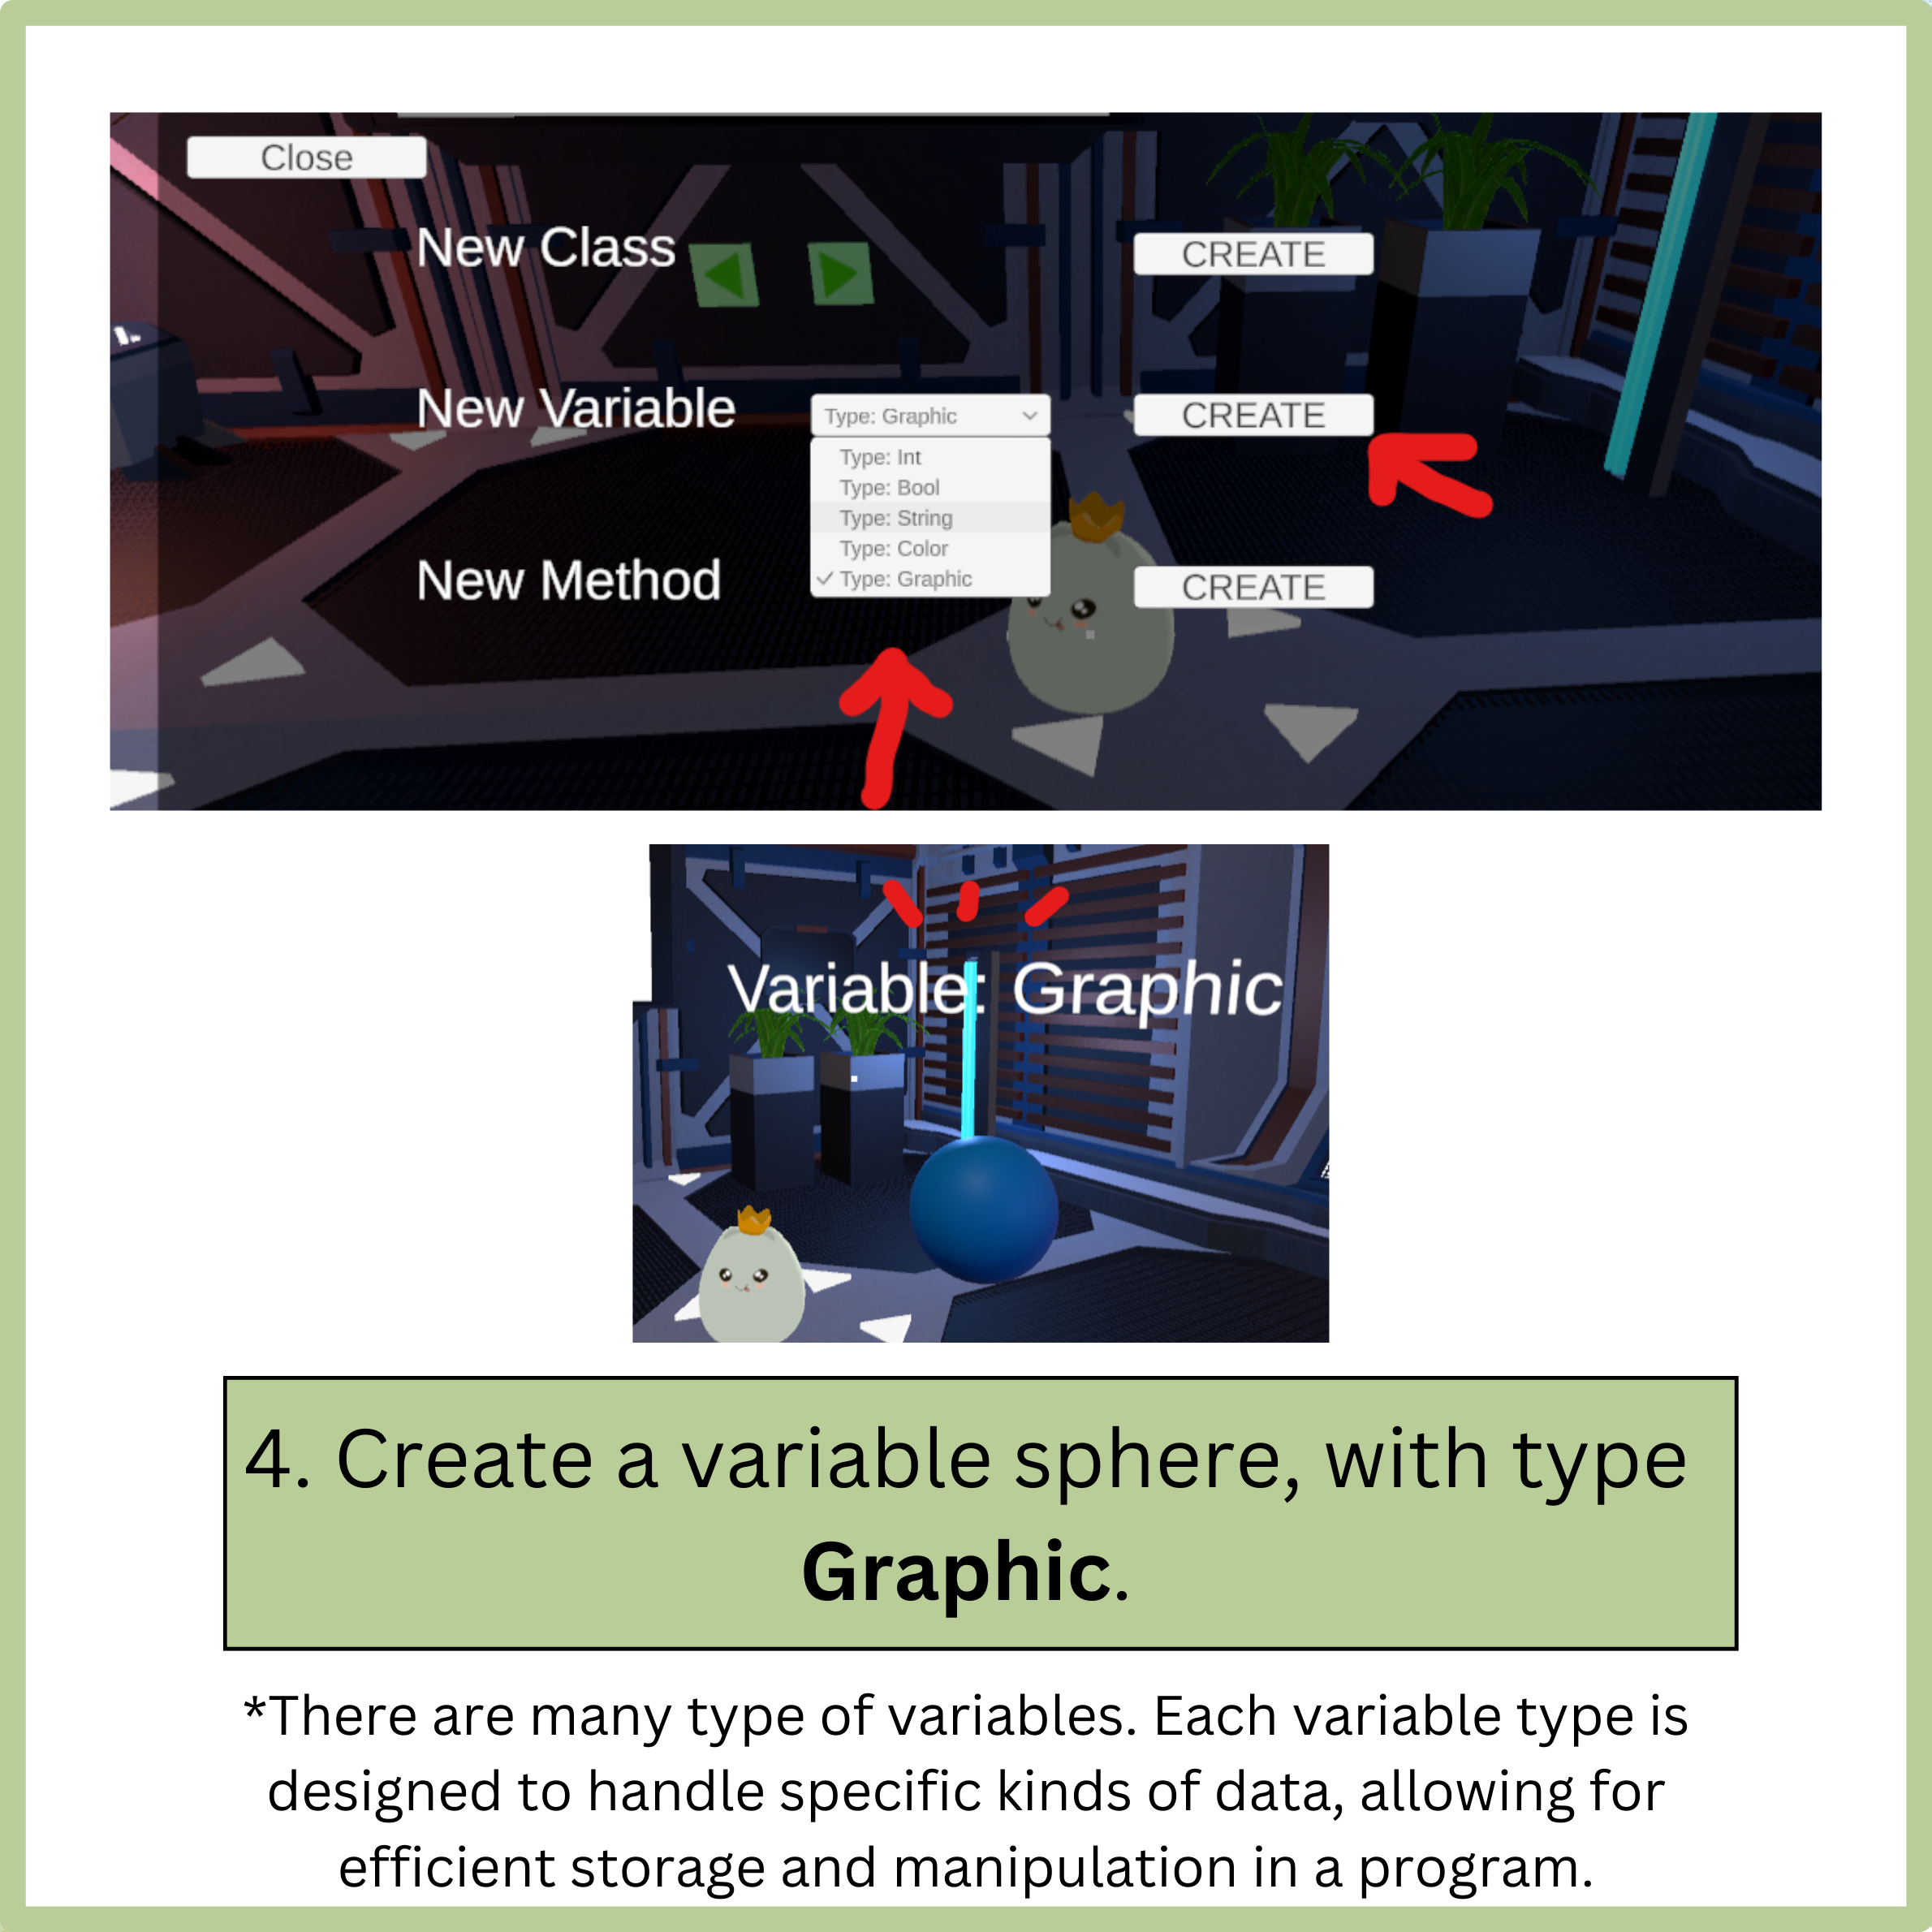 Close
New Class
CREATE
New Variable
Type: Graphic
CREATE
Type: Int
Type: Bool
Type: String
Type: Color
Type: Graphic
New Method
CREATE
Variable: Graphic
4. Create a variable sphere, with type
Graphic.
*There are many type of variables. Each variable type is
designed to handle specific kinds of data, allowing for
efficient storage and manipulation in a program.